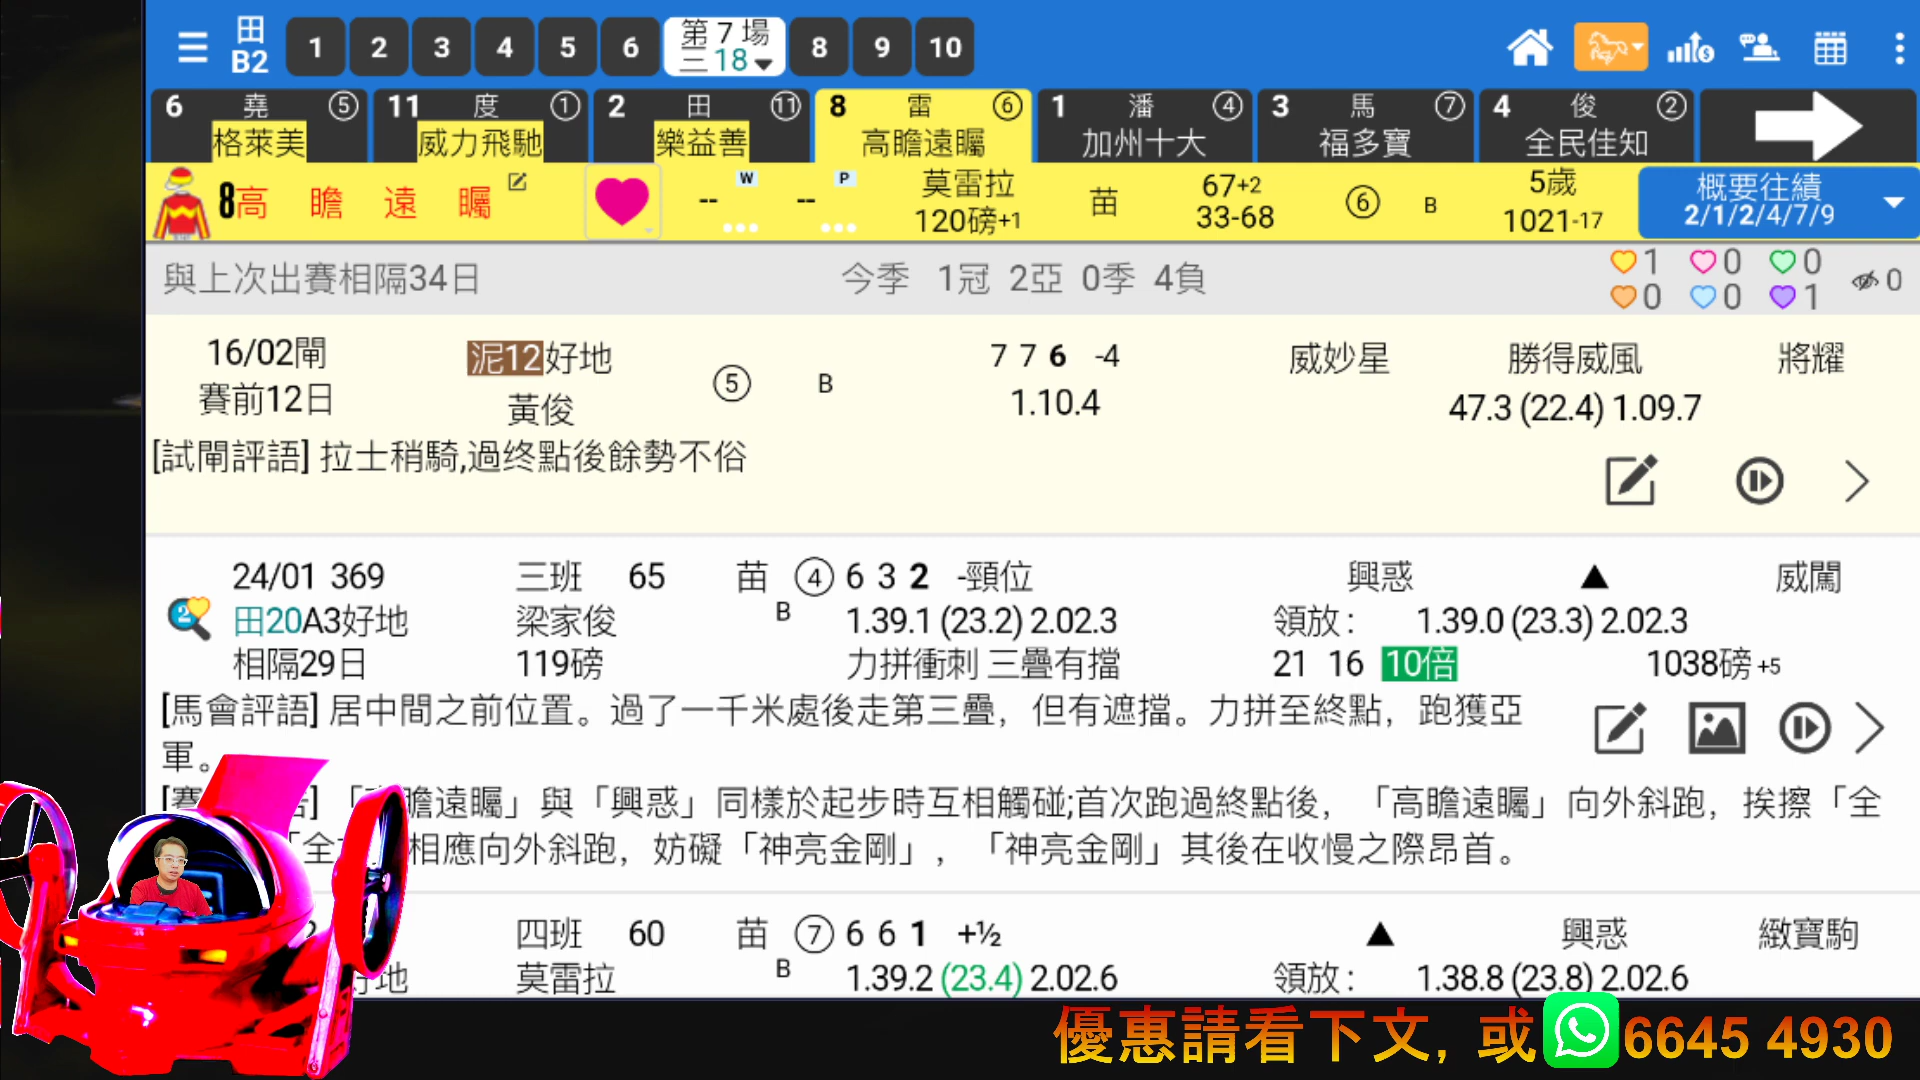 田 B2 1 2 3 4 5 6 第 7 場 三 18 8 9 10
6 堯 ⑤ 格萊美
11 度 ① 威力飛馳
2 田 ⑪ 樂益善
8 雷 ⑥ 高瞻遠矚
1 潘 ④ 加州十大
3 馬 ⑦ 福多寶
4 俊 ② 全民佳知
8 高瞻遠矚 -- W -- P 莫雷拉 120磅+1 苗 67+2 33-68 ⑥ B 5歲 1021-17 概要往績 2/1/2/4/7/9
與上次出賽相隔34日 今季 1冠 2亞 0季 4負 1 0 0 0 0 1 0
16/02閘 泥12好地 ⑤ B 7 7 6 -4 威妙星 勝得威風 將耀
賽前12日 黃俊 1.10.4 47.3 (22.4) 1.09.7
[試閘評語] 拉士稍騎,過終點後餘勢不俗
24/01 369 三班 65 苗 ④ 6 3 2 -頸位 興惑 ▲ 威闖
2 田20A3好地 梁家俊 B 1.39.1 (23.2) 2.02.3 領放: 1.39.0 (23.3) 2.02.3
相隔29日 119磅 力拼衝刺 三疊有擋 21 16 10倍 1038磅 +5
[馬會評語] 居中間之前位置。過了一千米處後走第三疊，但有遮擋。力拼至終點，跑獲亞
軍。
[賽 ] 「 瞻遠矚」與「興惑」同樣於起步時互相觸碰;首次跑過終點後，「高瞻遠矚」向外斜跑，挨擦「全
「全 相應向外斜跑，妨礙「神亮金剛」，「神亮金剛」其後在收慢之際昂首。
四班 60 苗 ⑦ 6 6 1 +½ ▲ 興惑 緻寶駒
好地 莫雷拉 B 1.39.2 (23.4) 2.02.6 領放: 1.38.8 (23.8) 2.02.6
優惠請看下文, 或 6645 4930